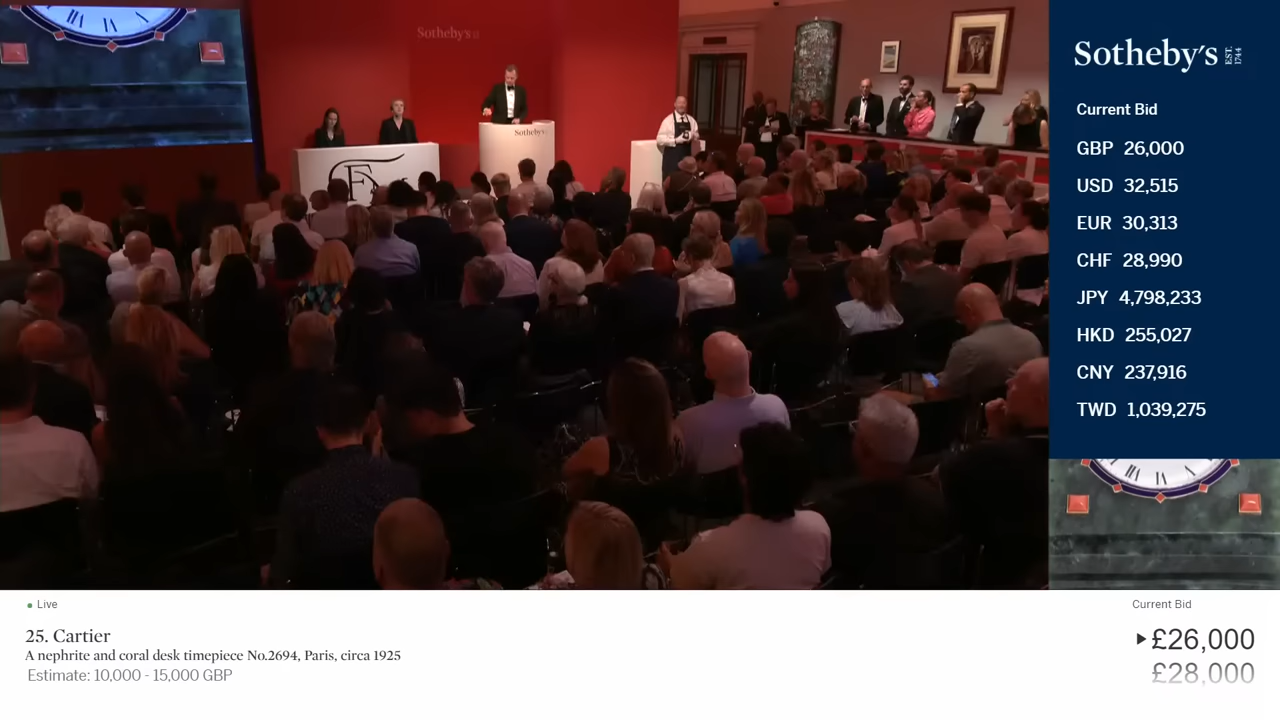 Sotheby's
Sotheby's
Sotheby's EST. 1744
Current Bid
GBP 26,000
USD 32,515
EUR 30,313
CHF 28,990
JPY 4,798,233
HKD 255,027
CNY 237,916
TWD 1,039,275
Live
Current Bid
25. Cartier
A nephrite and coral desk timepiece No.2694, Paris, circa 1925
Estimate: 10,000 - 15,000 GBP
£26,000
£28,000